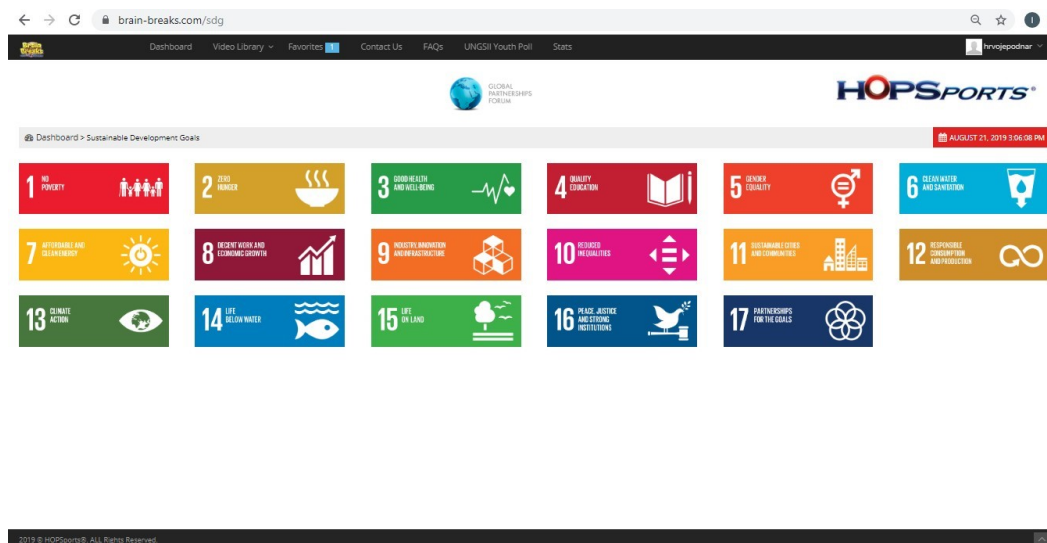 brain-breaks.com/sdg
Brain Breaks
Dashboard Video Library Favorites 1 Contact Us FAQs UNGSII Youth Poll Stats hrvojepodnar
GLOBAL
PARTNERSHIPS
FORUM
HOPSPORTS®
Dashboard > Sustainable Development Goals
AUGUST 21, 2019 3:06:08 PM
1 NO
POVERTY
2 ZERO
HUNGER
3 GOOD HEALTH
AND WELL-BEING
4 QUALITY
EDUCATION
5 GENDER
EQUALITY
6 CLEAN WATER
AND SANITATION
7 AFFORDABLE AND
CLEAN ENERGY
8 DECENT WORK AND
ECONOMIC GROWTH
9 INDUSTRY, INNOVATION
AND INFRASTRUCTURE
10 REDUCED
INEQUALITIES
11 SUSTAINABLE CITIES
AND COMMUNITIES
12 RESPONSIBLE
CONSUMPTION
AND PRODUCTION
13 CLIMATE
ACTION
14 LIFE
BELOW WATER
15 LIFE
ON LAND
16 PEACE, JUSTICE
AND STRONG
INSTITUTIONS
17 PARTNERSHIPS
FOR THE GOALS
2019 © HOPSports®. ALL Rights Reserved.